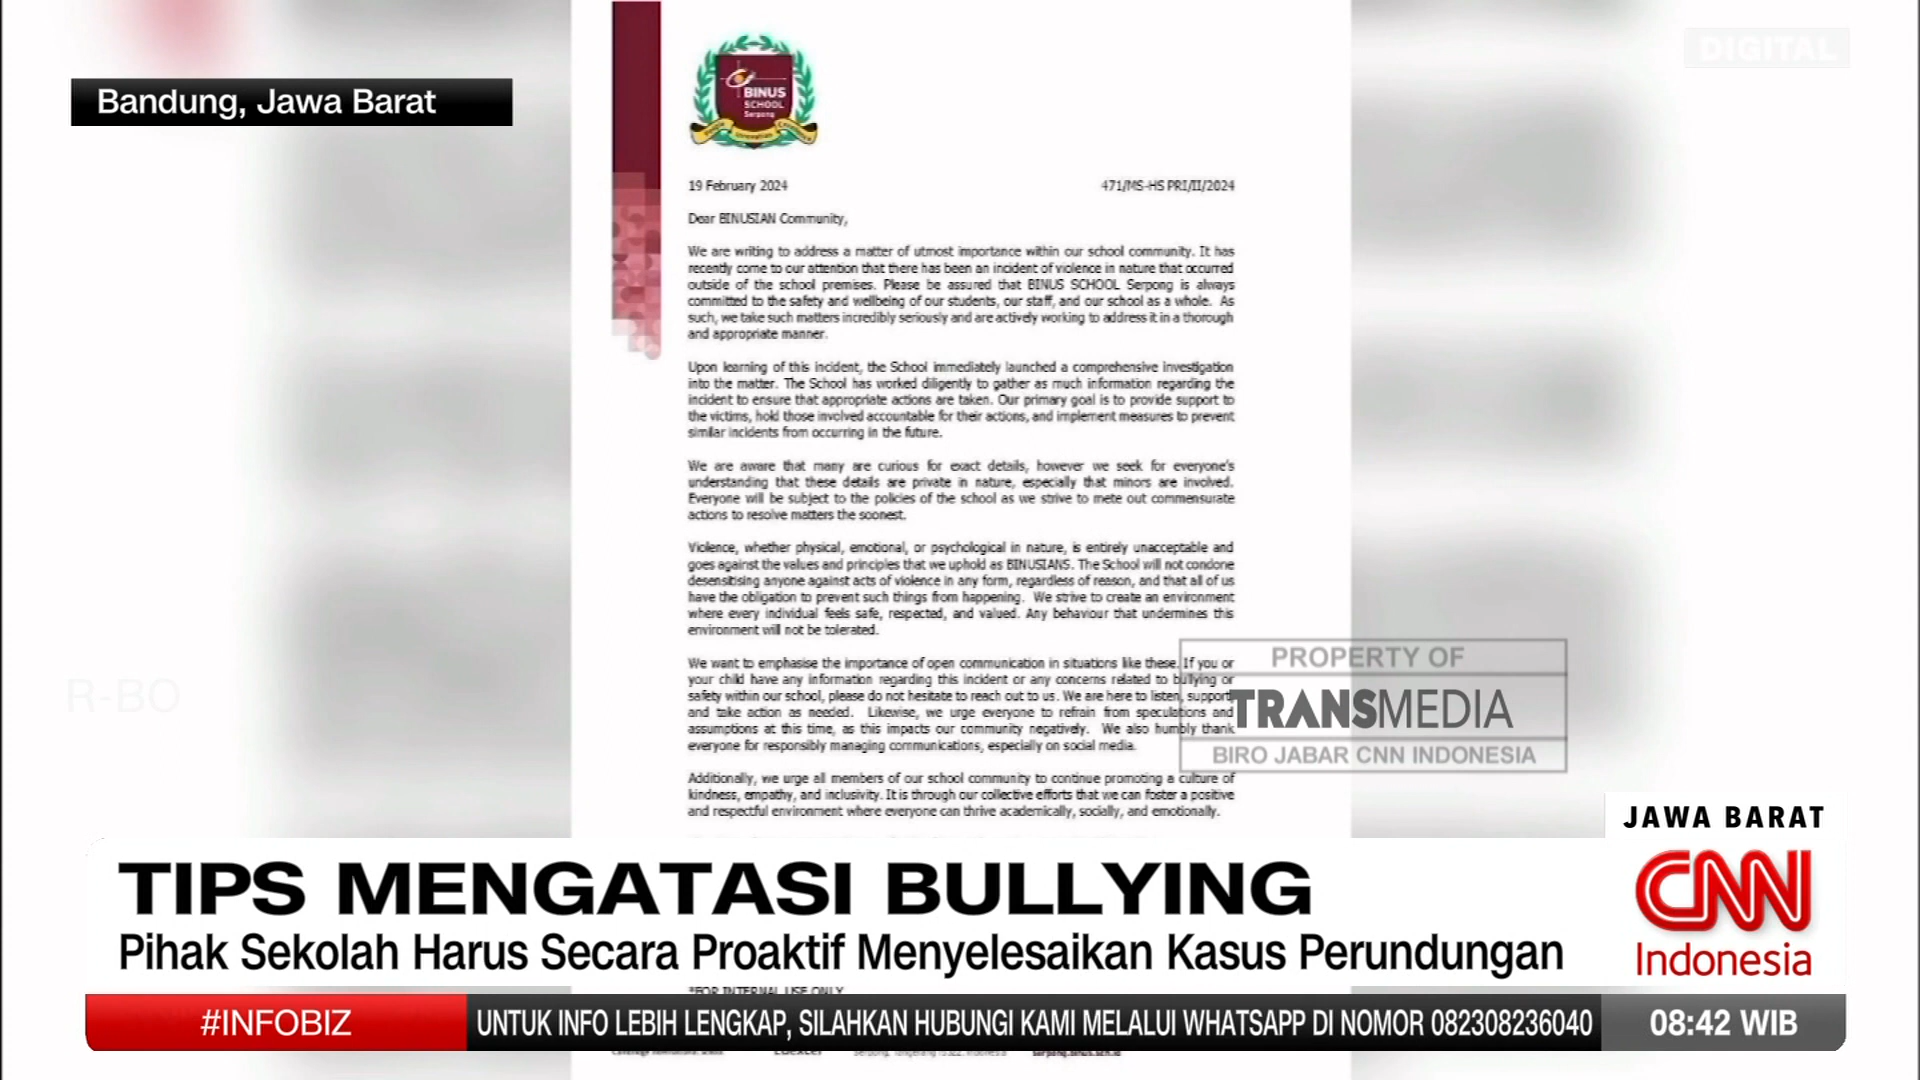 DIGITAL
Bandung, Jawa Barat
BINUS
SCHOOL
Serpong
19 February 2024 471/MS-HS PRI/II/2024
Dear BINUSIAN Community,
We are writing to address a matter of utmost importance within our school community. It has
recently come to our attention that there has been an incident of violence in nature that occurred
outside of the school premises. Please be assured that BINUS SCHOOL Serpong is always
committed to the safety and wellbeing of our students, our staff, and our school as a whole. As
such, we take such matters incredibly seriously and are actively working to address it in a thorough
and appropriate manner.
Upon learning of this incident, the School immediately launched a comprehensive investigation
into the matter. The School has worked diligently to gather as much information regarding the
incident to ensure that appropriate actions are taken. Our primary goal is to provide support to
the victims, hold those involved accountable for their actions, and implement measures to prevent
similar incidents from occurring in the future.
We are aware that many are curious for exact details, however we seek for everyone's
understanding that these details are private in nature, especially that minors are involved.
Everyone will be subject to the policies of the school as we strive to mete out commensurate
actions to resolve matters the soonest.
Violence, whether physical, emotional, or psychological in nature, is entirely unacceptable and
goes against the values and principles that we uphold as BINUSIANS. The School will not condone
desensitising anyone against acts of violence in any form, regardless of reason, and that all of us
have the obligation to prevent such things from happening. We strive to create an environment
where every individual feels safe, respected, and valued. Any behaviour that undermines this
environment will not be tolerated.
We want to emphasise the importance of open communication in situations like these. If you or
your child have any information regarding this incident or any concerns related to bullying or
safety within our school, please do not hesitate to reach out to us. We are here to listen, support
and take action as needed. Likewise, we urge everyone to refrain from speculations and
assumptions at this time, as this impacts our community negatively. We also humbly thank
everyone for responsibly managing communications, especially on social media.
Additionally, we urge all members of our school community to continue promoting a culture of
kindness, empathy, and inclusivity. It is through our collective efforts that we can foster a positive
and respectful environment where everyone can thrive academically, socially, and emotionally.
R-BO
PROPERTY OF
TRANSMEDIA
BIRO JABAR CNN INDONESIA
JAWA BARAT
CNN
Indonesia
TIPS MENGATASI BULLYING
Pihak Sekolah Harus Secara Proaktif Menyelesaikan Kasus Perundungan
*FOR INTERNAL USE ONLY
#INFOBIZ
UNTUK INFO LEBIH LENGKAP, SILAHKAN HUBUNGI KAMI MELALUI WHATSAPP DI NOMOR 082308236040
08:42 WIB